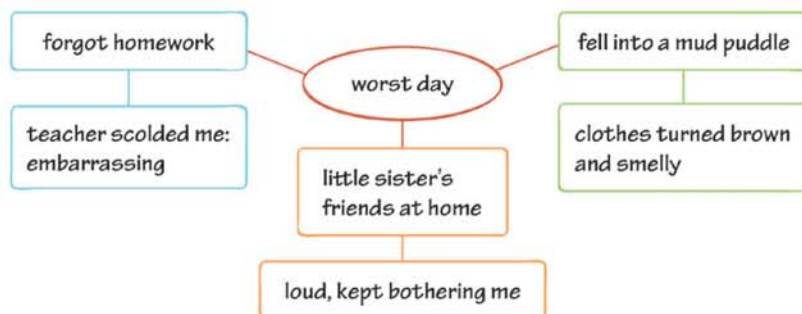 forgot homework
teacher scolded me:
embarrassing
worst day
little sister's
friends at home
loud, kept bothering me
fell into a mud puddle
clothes turned brown
and smelly